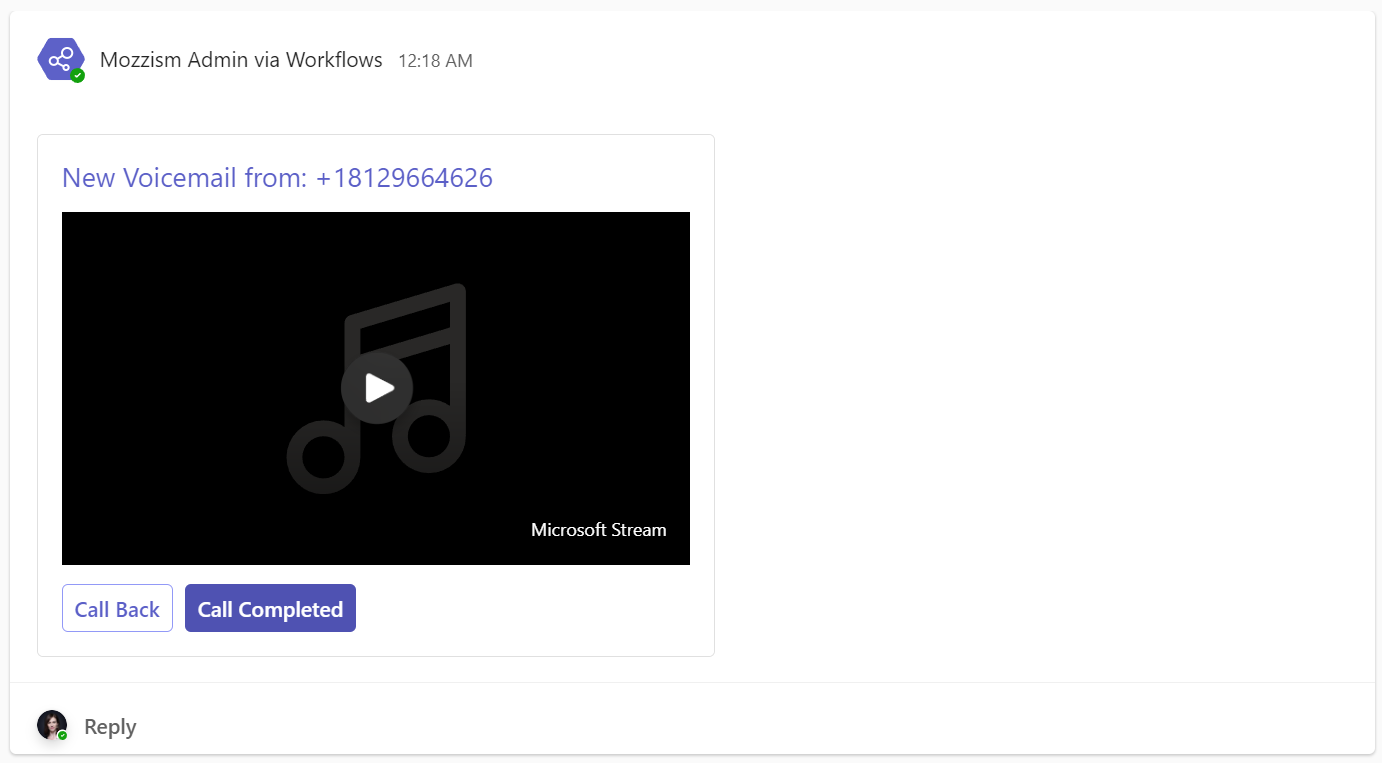 Mozzism Admin via Workflows 12:18 AM
New Voicemail from: +18129664626
Microsoft Stream
Call Back Call Completed
Reply